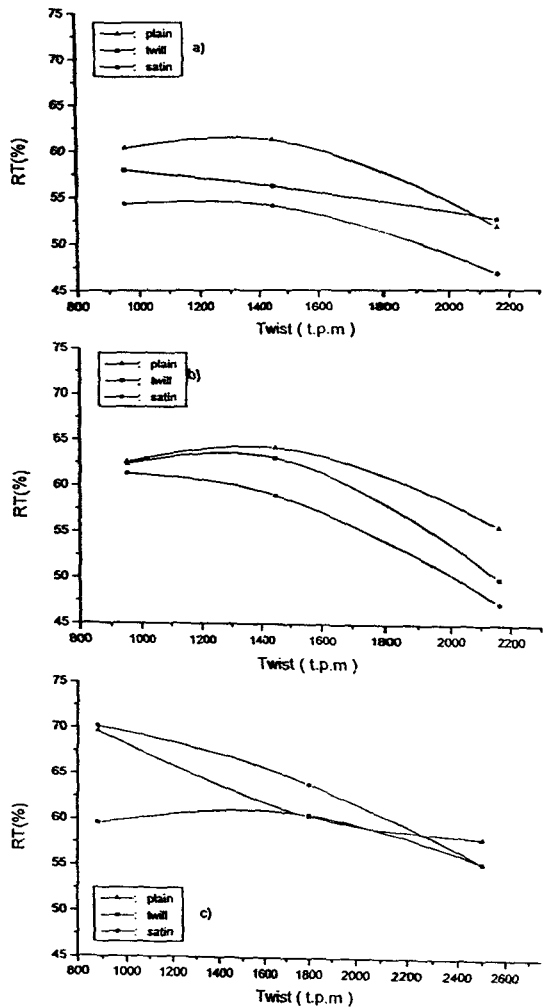 75
70
65
60
55
50
45
RT(%)
: plain
: twill
: satin
a)
800 1000 1200 1400 1600 1800 2000 2200
Twist ( t.p.m )
75
70
65
60
55
50
45
RT(%)
: plain
: twill
: satin
b)
800 1000 1200 1400 1600 1800 2000 2200
Twist ( t.p.m )
75
70
65
60
55
50
45
RT(%)
: plain
: twill
: satin
c)
800 1000 1200 1400 1600 1800 2000 2200 2400 2600
Twist ( t.p.m )